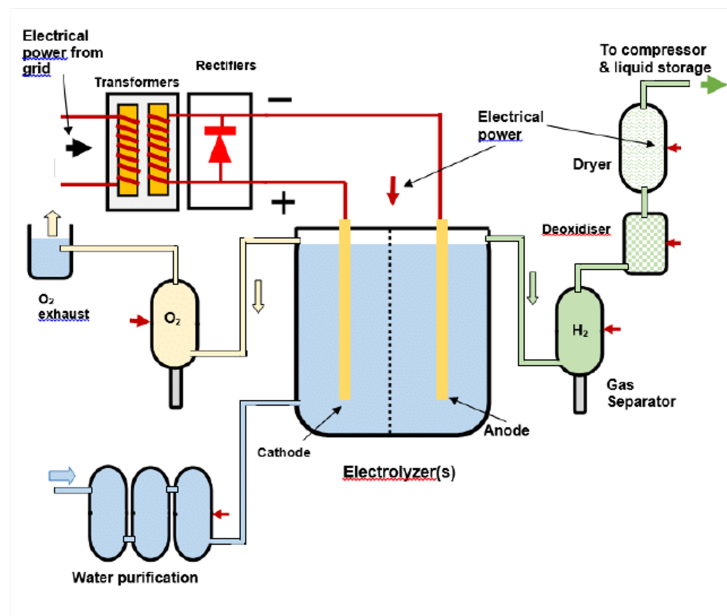 Electrical
power from
grid
Transformers
Rectifiers
−
+
Electrical
power
To compressor
& liquid storage
Dryer
Deoxidiser
O₂
exhaust
O₂
H₂
Gas
Separator
Cathode
Anode
Electrolyzer(s)
Water purification